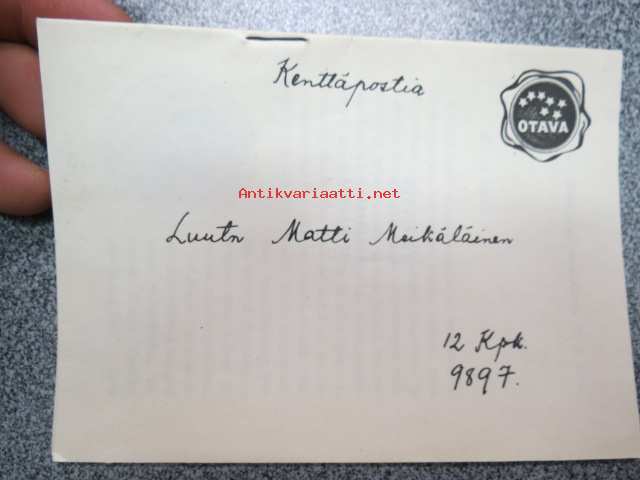 Kenttäpostia
OTAVA
Antikvariaatti.net
Luutn Matti Meikäläinen
12 Kpk.
9897.